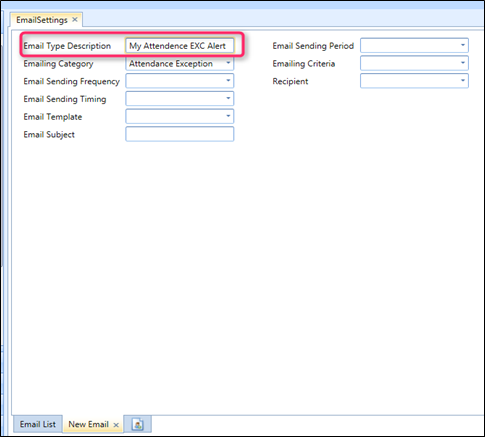 EmailSettings
Email Type Description My Attendence EXC Alert Email Sending Period
Emailing Category Attendance Exception Emailing Criteria
Email Sending Frequency Recipient
Email Sending Timing
Email Template
Email Subject
Email List New Email